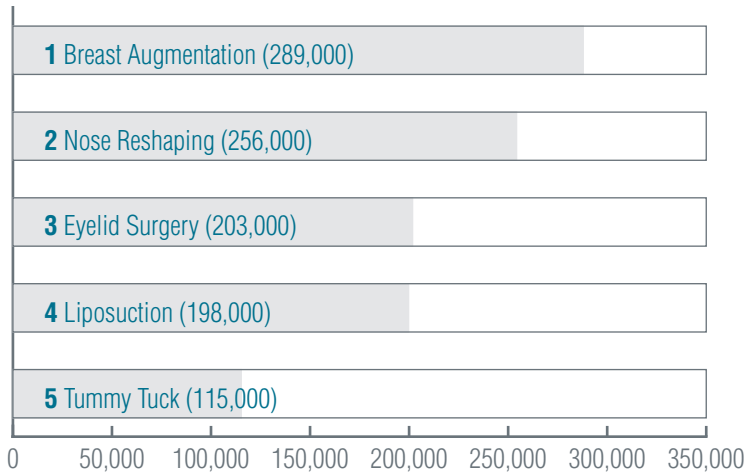 1 Breast Augmentation (289,000)
2 Nose Reshaping (256,000)
3 Eyelid Surgery (203,000)
4 Liposuction (198,000)
5 Tummy Tuck (115,000)
0 50,000 100,000 150,000 200,000 250,000 300,000 350,000